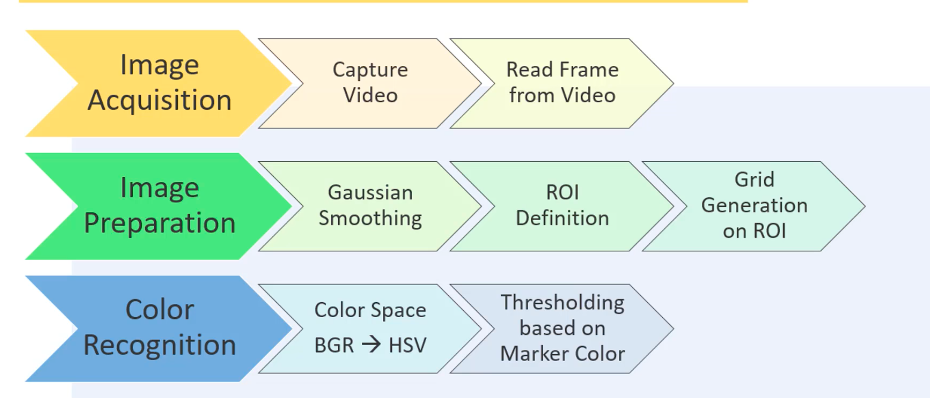 Image
Acquisition
Capture
Video
Read Frame
from Video
Image
Preparation
Gaussian
Smoothing
ROI
Definition
Grid
Generation
on ROI
Color
Recognition
Color Space
BGR → HSV
Thresholding
based on
Marker Color